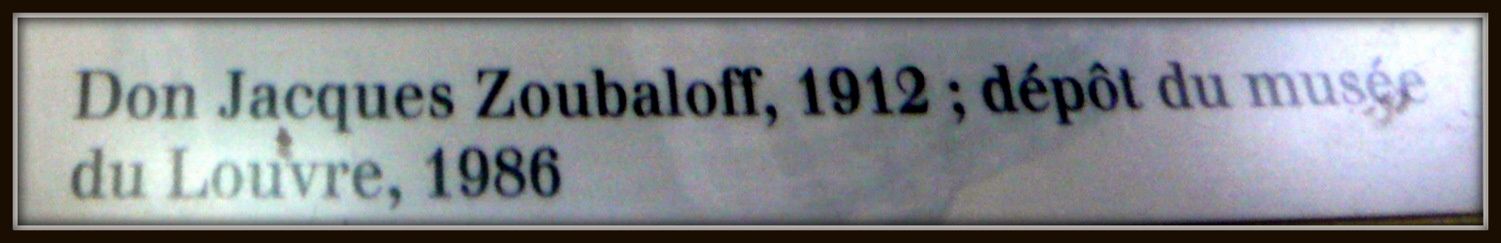 Don Jacques Zoubaloff, 1912 ; dépôt du musée
du Louvre, 1986